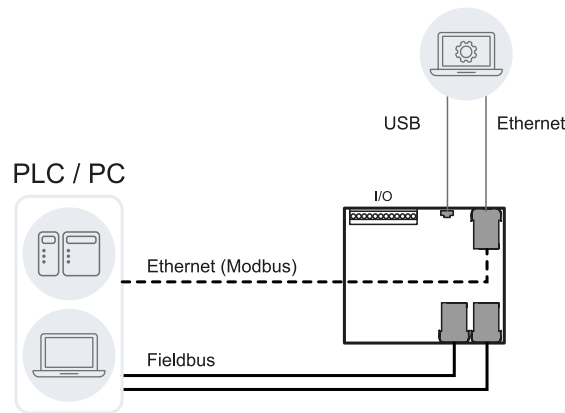 USB
Ethernet
PLC / PC
I/O
Ethernet (Modbus)
Fieldbus